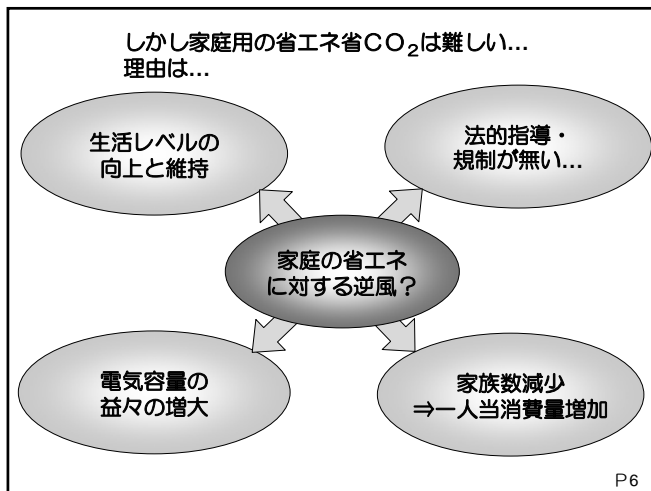 しかし家庭用の省エネ省CO₂は難しい…
理由は…
生活レベルの
向上と維持
法的指導・
規制が無い…
家庭の省エネ
に対する逆風？
電気容量の
益々の増大
家族数減少
⇒一人当消費量増加
P6